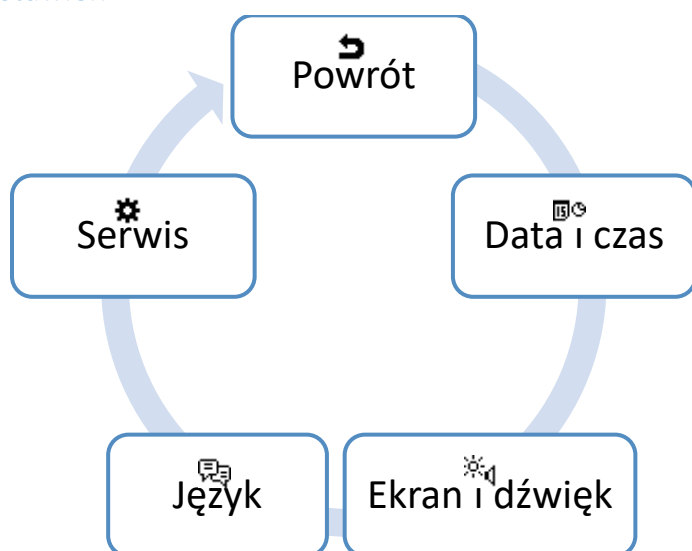 Powrót
Data i czas
Ekran i dźwięk
Język
Serwis